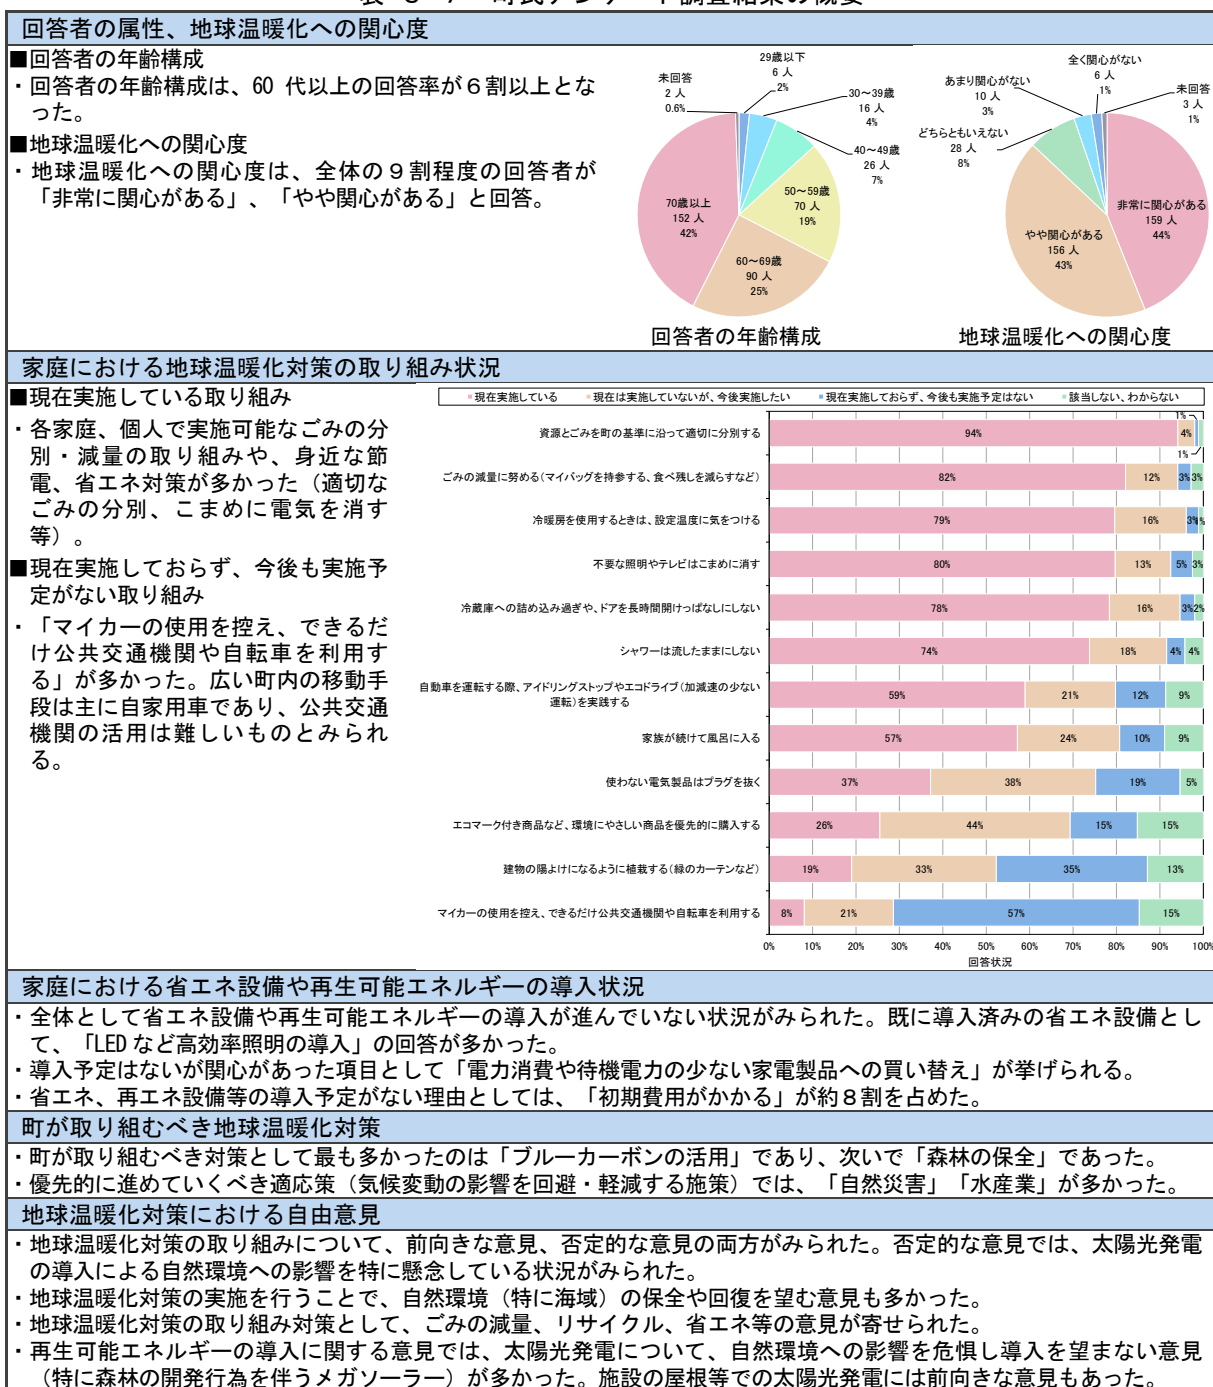 回答者の属性、地球温暖化への関心度
■回答者の年齢構成
・回答者の年齢構成は、60 代以上の回答率が６割以上とな
った。
■地球温暖化への関心度
・地球温暖化への関心度は、全体の９割程度の回答者が
「非常に関心がある」、「やや関心がある」と回答。
29歳以下
6 人
2%
30～39歳
16 人
4%
40～49歳
26 人
7%
50～59歳
70 人
19%
60～69歳
90 人
25%
70歳以上
152 人
42%
未回答
2 人
0.6%
回答者の年齢構成
全く関心がない
6 人
1%
未回答
3 人
1%
あまり関心がない
10 人
3%
どちらともいえない
28 人
8%
非常に関心がある
159 人
44%
やや関心がある
156 人
43%
地球温暖化への関心度
家庭における地球温暖化対策の取り組み状況
■現在実施している取り組み
・各家庭、個人で実施可能なごみの分
別・減量の取り組みや、身近な節
電、省エネ対策が多かった（適切な
ごみの分別、こまめに電気を消す
等）。
■現在実施しておらず、今後も実施予
定がない取り組み
・「マイカーの使用を控え、できるだ
け公共交通機関や自転車を利用す
る」が多かった。広い町内の移動手
段は主に自家用車であり、公共交通
機関の活用は難しいものとみられ
る。
現在実施している 現在は実施していないが、今後実施したい 現在実施しておらず、今後も実施予定はない 該当しない、わからない
資源とごみを町の基準に沿って適切に分別する 94% 4% 1% 1%
ごみの減量に努める（マイバッグを持参する、食べ残しを減らすなど） 82% 12% 3% 3%
冷暖房を使用するときは、設定温度に気をつける 79% 16% 3%
不要な照明やテレビはこまめに消す 80% 13% 5% 3%
冷蔵庫への詰め込み過ぎや、ドアを長時間開けっぱなしにしない 78% 16% 3% 2%
シャワーは流したままにしない 74% 18% 4% 4%
自動車を運転する際、アイドリングストップやエコドライブ（加減速の少ない
運転）を実践する 59% 21% 12% 9%
家族が続けて風呂に入る 57% 24% 10% 9%
使わない電気製品はプラグを抜く 37% 38% 19% 5%
エコマーク付き商品など、環境にやさしい商品を優先的に購入する 26% 44% 15% 15%
建物の陽よけになるように植栽する（緑のカーテンなど） 19% 33% 35% 13%
マイカーの使用を控え、できるだけ公共交通機関や自転車を利用する 8% 21% 57% 15%
0% 10% 20% 30% 40% 50% 60% 70% 80% 90% 100%
回答状況
家庭における省エネ設備や再生可能エネルギーの導入状況
・全体として省エネ設備や再生可能エネルギーの導入が進んでいない状況がみられた。既に導入済みの省エネ設備とし
て、「LED など高効率照明の導入」の回答が多かった。
・導入予定はないが関心があった項目として「電力消費や待機電力の少ない家電製品への買い替え」が挙げられる。
・省エネ、再エネ設備等の導入予定がない理由としては、「初期費用がかかる」が約８割を占めた。
町が取り組むべき地球温暖化対策
・町が取り組むべき対策として最も多かったのは「ブルーカーボンの活用」であり、次いで「森林の保全」であった。
・優先的に進めていくべき適応策（気候変動の影響を回避・軽減する施策）では、「自然災害」「水産業」が多かった。
地球温暖化対策における自由意見
・地球温暖化対策の取り組みについて、前向きな意見、否定的な意見の両方がみられた。否定的な意見では、太陽光発電
の導入による自然環境への影響を特に懸念している状況がみられた。
・地球温暖化対策の実施を行うことで、自然環境（特に海域）の保全や回復を望む意見も多かった。
・地球温暖化対策の取り組み対策として、ごみの減量、リサイクル、省エネ等の意見が寄せられた。
・再生可能エネルギーの導入に関する意見では、太陽光発電について、自然環境への影響を危惧し導入を望まない意見
（特に森林の開発行為を伴うメガソーラー）が多かった。施設の屋根等での太陽光発電には前向きな意見もあった。